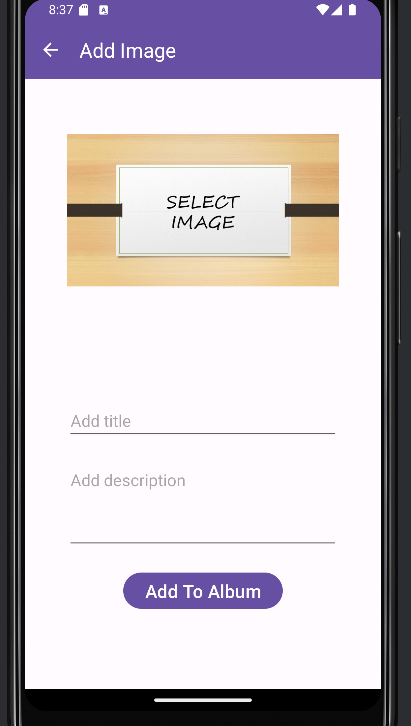 8:37
Add Image
SELECT
IMAGE
Add title
Add description
Add To Album